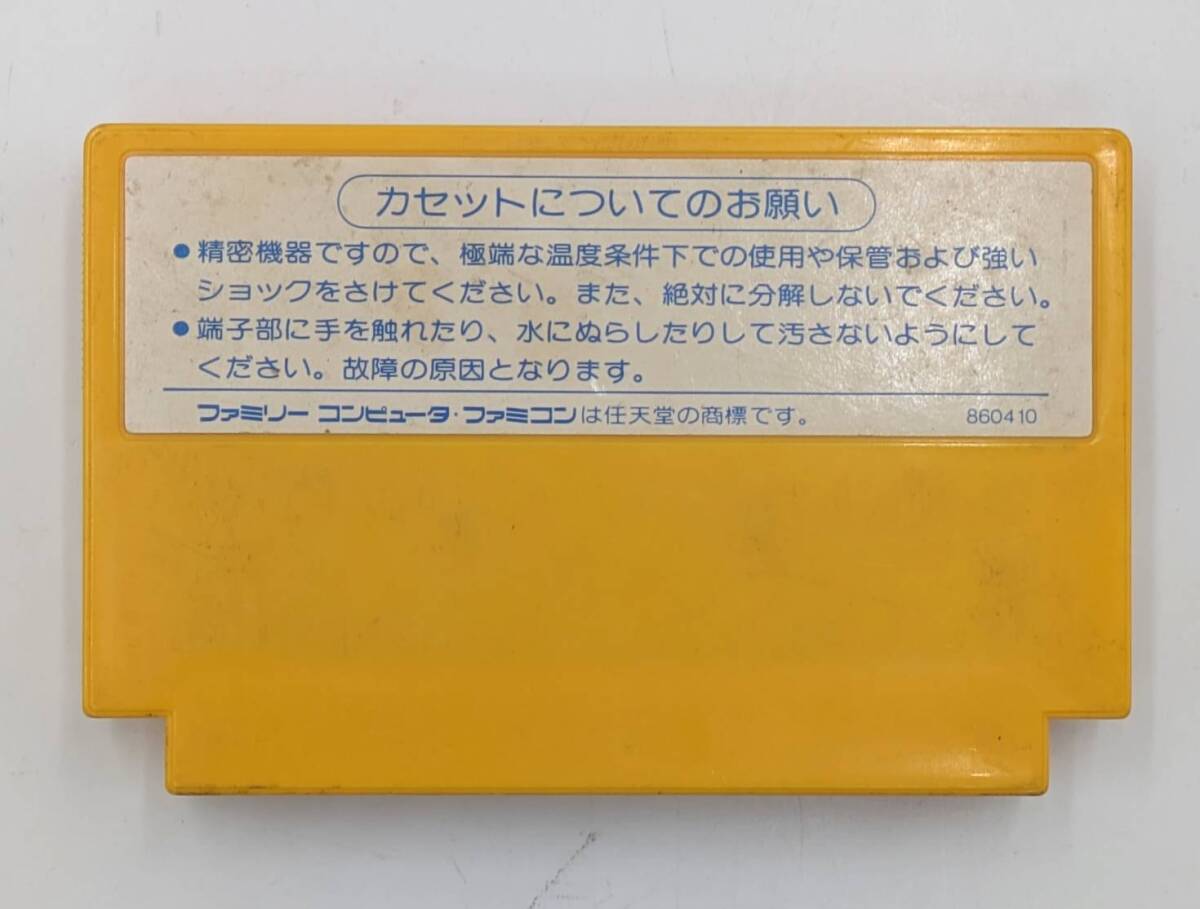 カセットについてのお願い
●精密機器ですので、極端な温度条件下での使用や保管および強い
ショックをさけてください。また、絶対に分解しないでください。
●端子部に手を触れたり、水にぬらしたりして汚さないようにして
ください。故障の原因となります。
ファミリー コンピュータ・ファミコンは任天堂の商標です。 860410